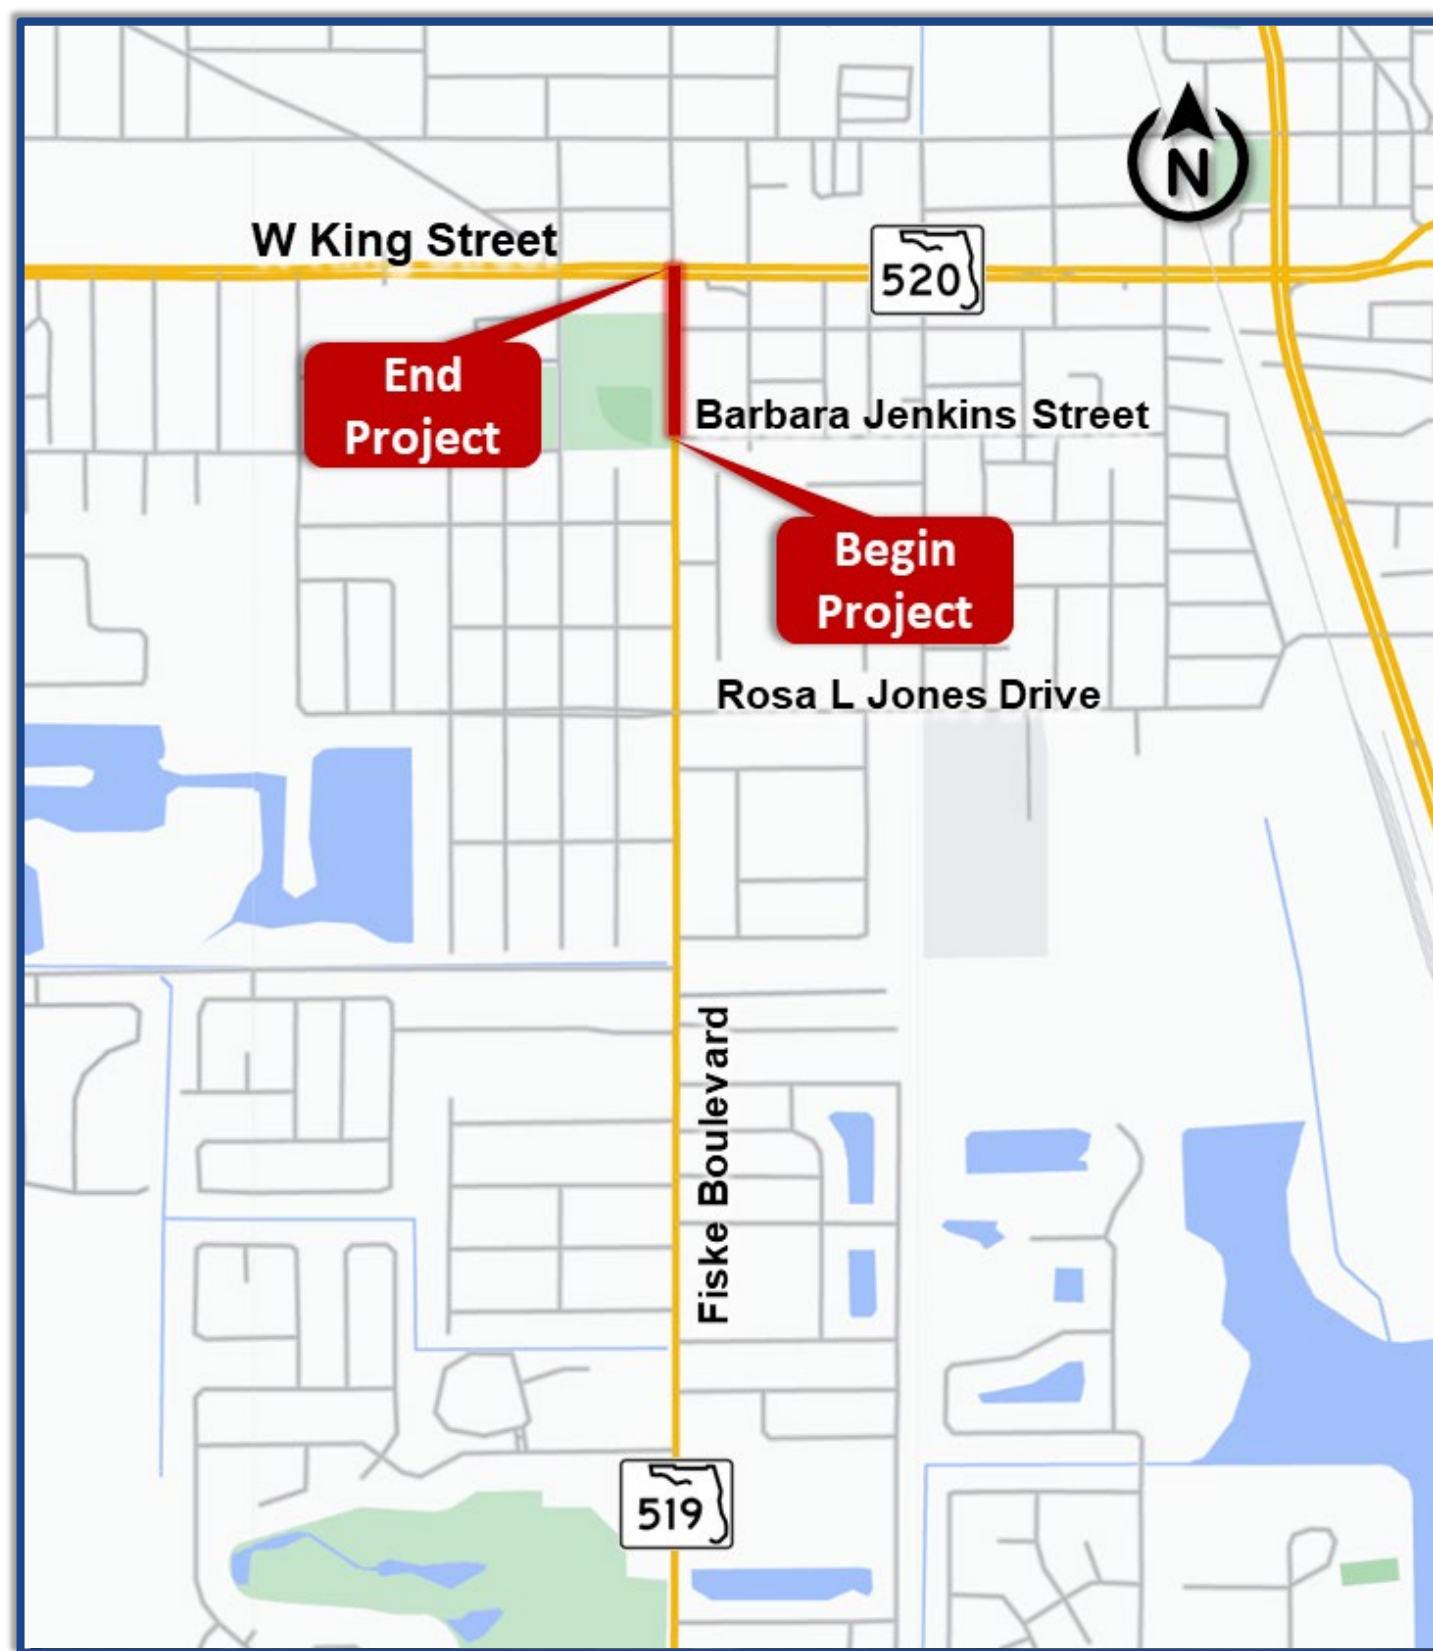 N
W King Street
520
End
Project
Barbara Jenkins Street
Begin
Project
Rosa L Jones Drive
Fiske Boulevard
519